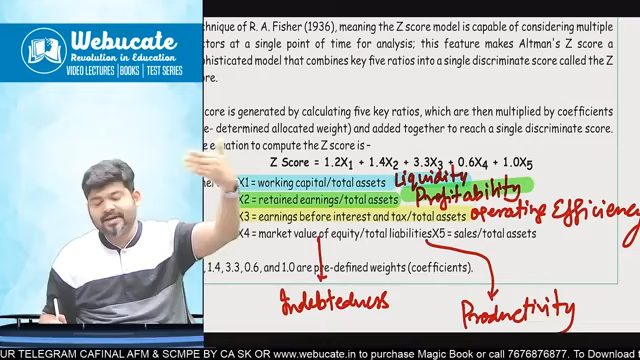 Webucate
Revolution in Education
VIDEO LECTURES | BOOKS | TEST SERIES
chnique of R. A. Fisher (1936), meaning the Z score model is capable of considering multiple
ctors at a single point of time for analysis; this feature makes Altman's Z score a
phisticated model that combines key five ratios into a single discriminate score called the Z
ore.
core is generated by calculating five key ratios, which are then multiplied by coefficients
e- determined allocated weight) and added together to reach a single discriminate score.
e equation to compute the Z score is –
Z Score = 1.2X1 + 1.4X2 + 3.3X3 + 0.6X4 + 1.0X5
X1 = working capital/total assets Liquidity
X2 = retained earnings/total assets Profitability
X3 = earnings before interest and tax/total assets operating Efficiency
X4 = market value of equity/total liabilitiesX5 = sales/total assets
, 1.4, 3.3, 0.6, and 1.0 are pre-defined weights (coefficients).
Indebtedness
Productivity
UR TELEGRAM CAFINAL AFM & SCMPE BY CA SK OR www.webucate.in to purchase Magic Book or call 7676876877. O